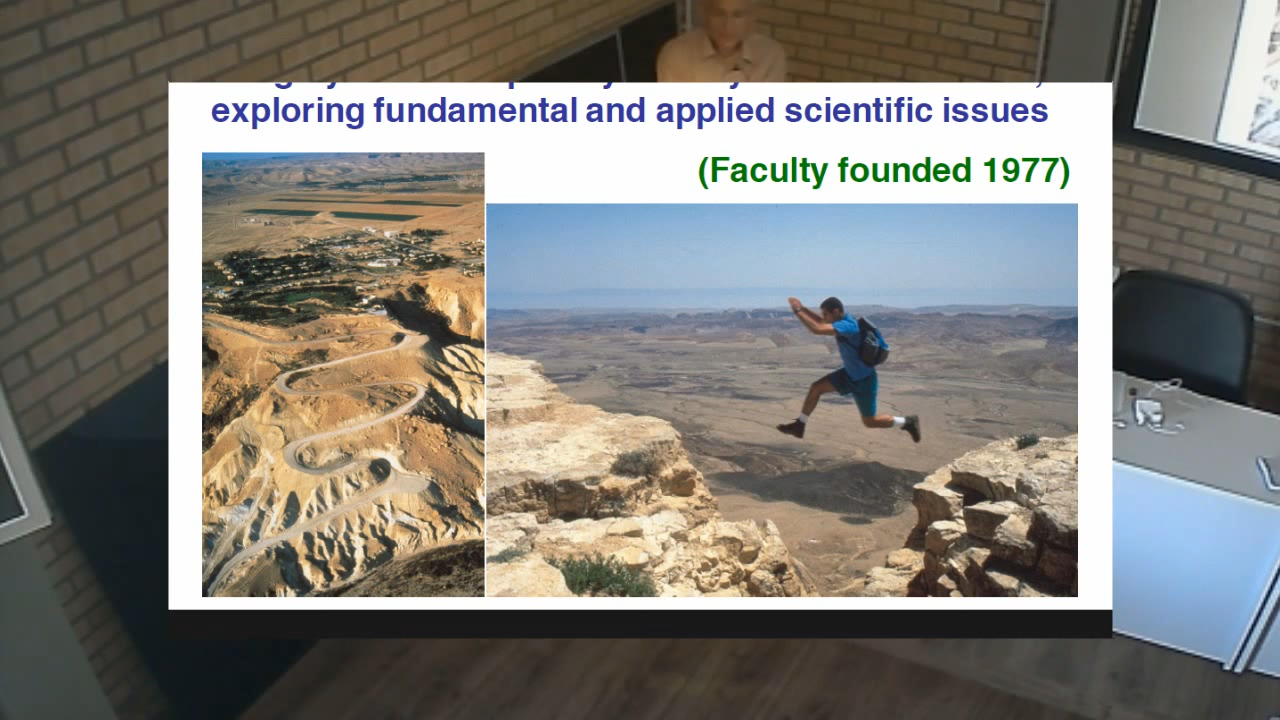 exploring fundamental and applied scientific issues
(Faculty founded 1977)